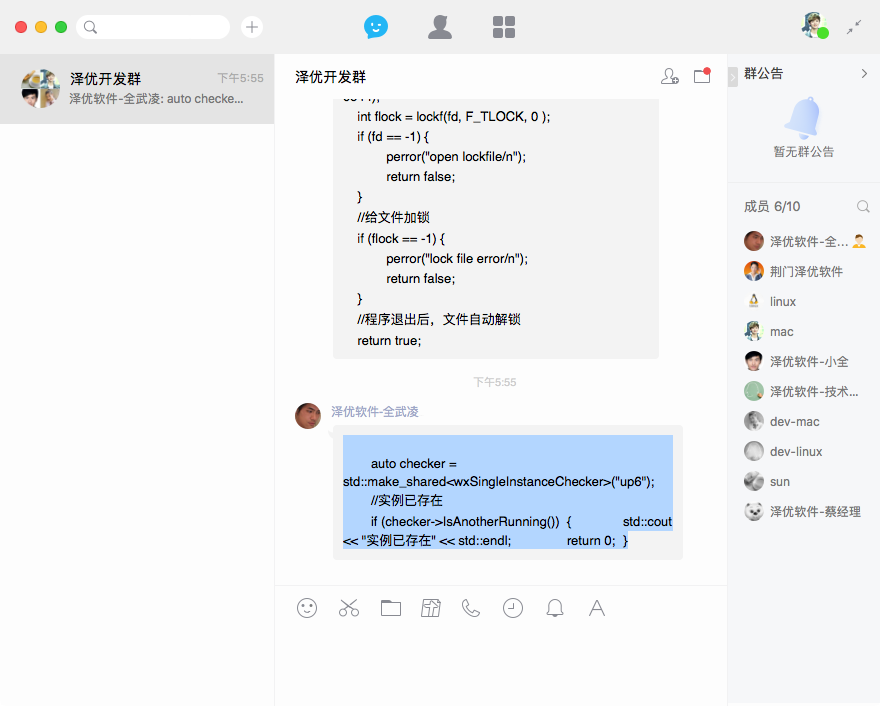 泽优开发群
下午5:55
泽优软件-全武凌: auto checke...
泽优开发群
int flock = lockf(fd, F_TLOCK, 0 );
if (fd == -1) {
perror("open lockfile/n");
return false;
}
//给文件加锁
if (flock == -1) {
perror("lock file error/n");
return false;
}
//程序退出后，文件自动解锁
return true;
下午5:55
泽优软件-全武凌
auto checker =
std::make_shared<wxSingleInstanceChecker>("up6");
//实例已存在
if (checker->IsAnotherRunning()) { std::cout
<< "实例已存在" << std::endl; return 0; }
群公告
暂无群公告
成员 6/10
泽优软件-全...
荆门泽优软件
linux
mac
泽优软件-小全
泽优软件-技术...
dev-mac
dev-linux
sun
泽优软件-蔡经理